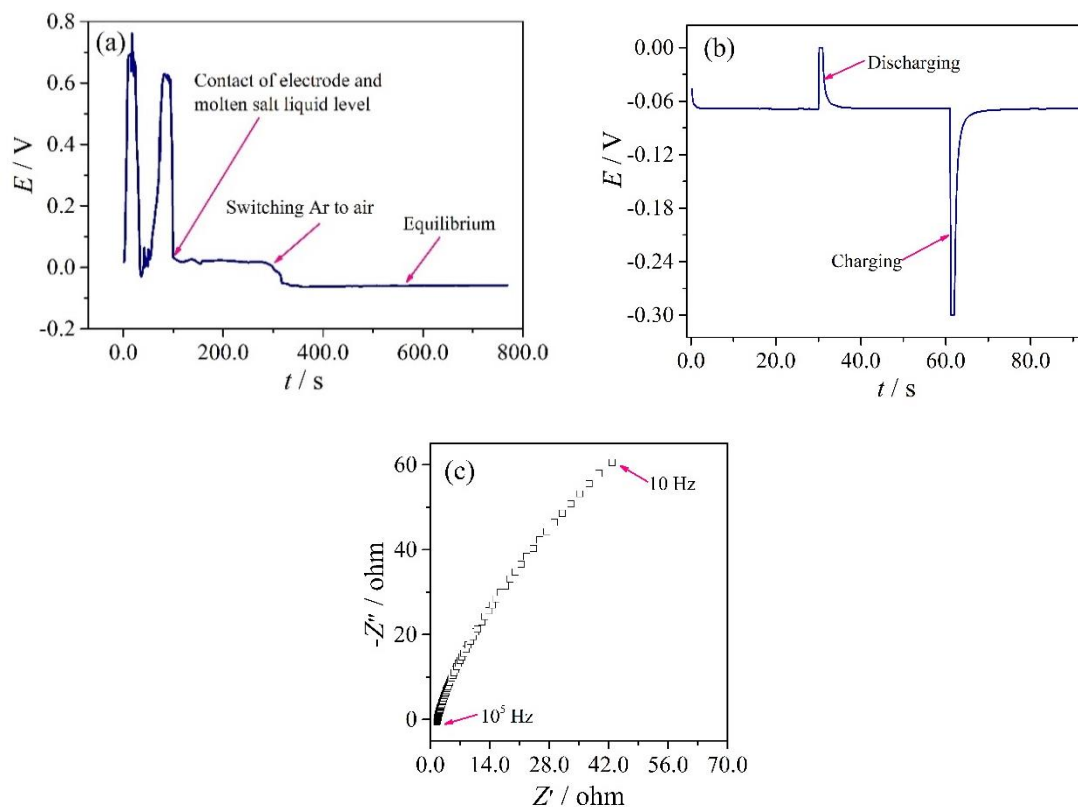 (a)
0.8
0.6
0.4
0.2
0.0
-0.2
E / V
Contact of electrode and
molten salt liquid level
Switching Ar to air
Equilibrium
0.0 200.0 400.0 600.0 800.0
t / s
(b)
0.00
-0.06
-0.12
-0.18
-0.24
-0.30
E / V
Discharging
Charging
0.0 20.0 40.0 60.0 80.0
t / s
(c)
60
40
20
0
-Z″ / ohm
10 Hz
10⁵ Hz
0.0 14.0 28.0 42.0 56.0 70.0
Z′ / ohm